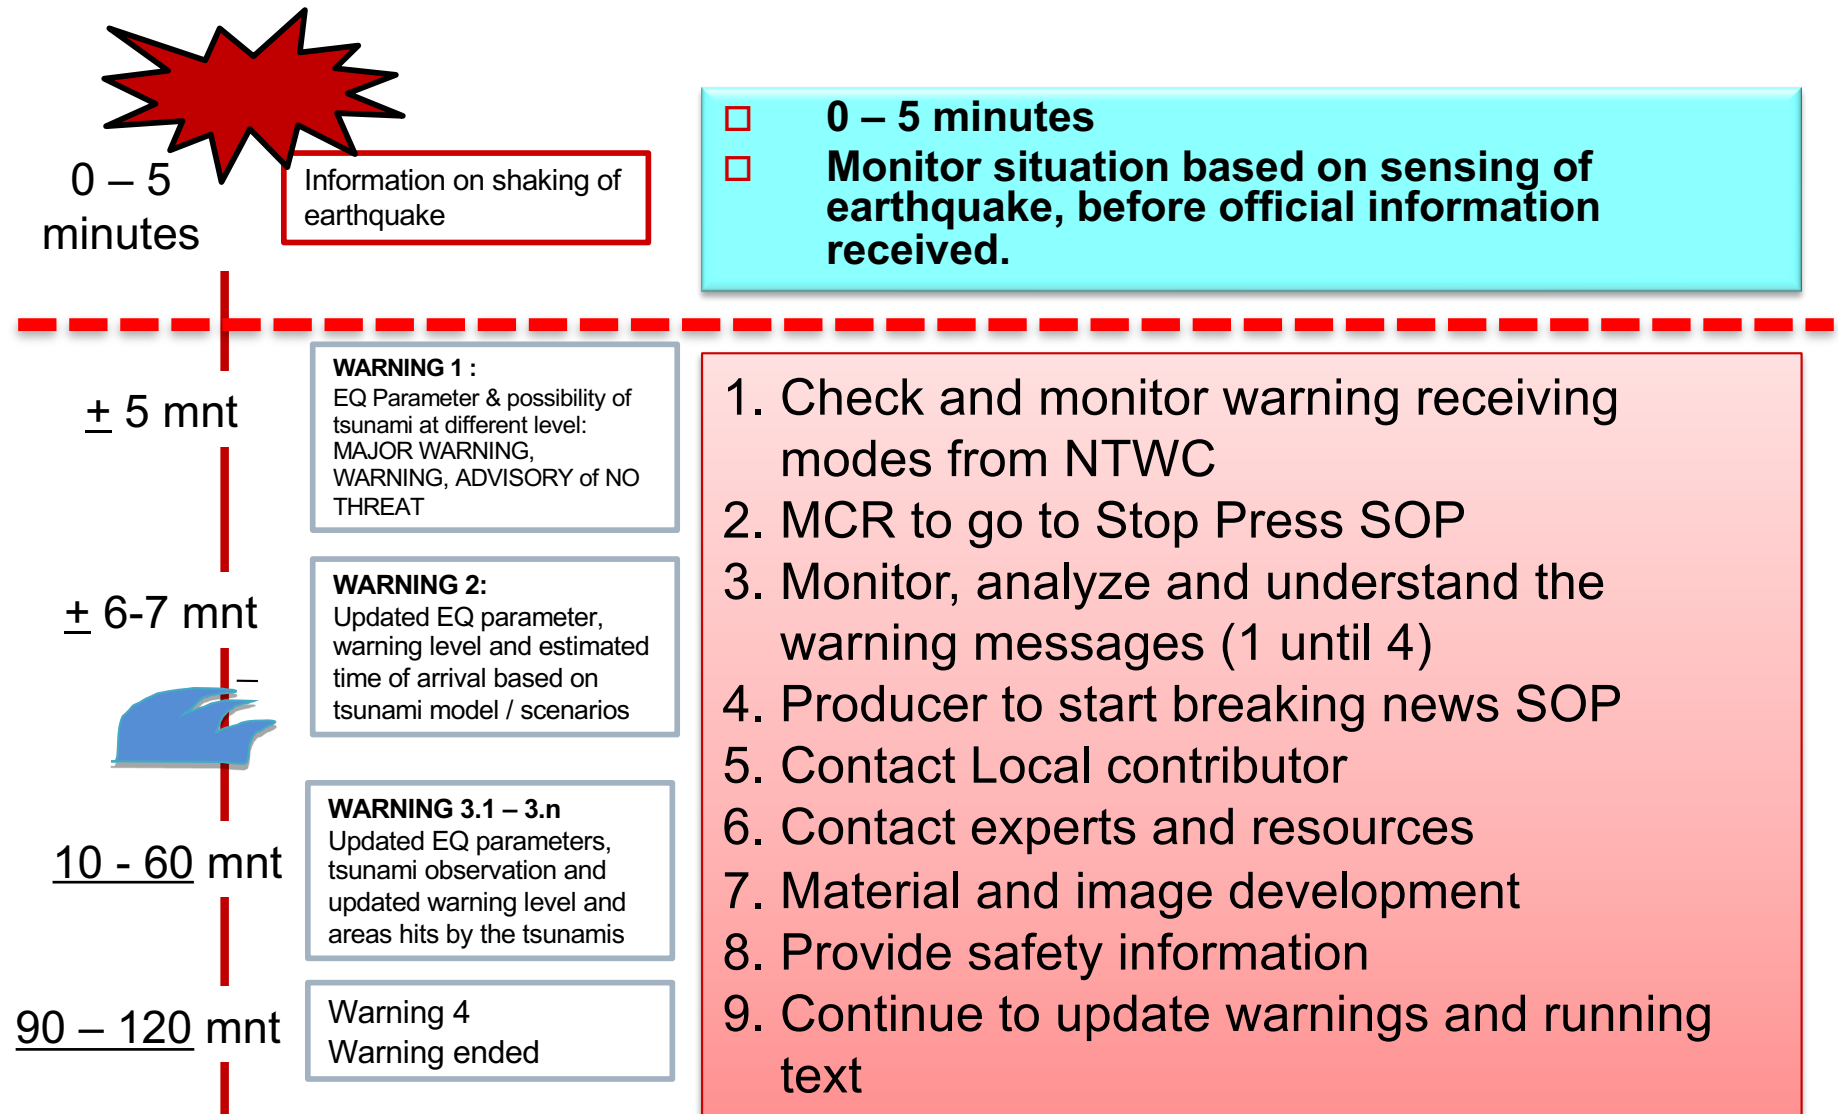 0 – 5
minutes
Information on shaking of
earthquake
0 – 5 minutes
Monitor situation based on sensing of
earthquake, before official information
received.
+ 5 mnt
WARNING 1 :
EQ Parameter & possibility of
tsunami at different level:
MAJOR WARNING,
WARNING, ADVISORY of NO
THREAT
+ 6-7 mnt
WARNING 2:
Updated EQ parameter,
warning level and estimated
time of arrival based on
tsunami model / scenarios
10 - 60 mnt
WARNING 3.1 – 3.n
Updated EQ parameters,
tsunami observation and
updated warning level and
areas hits by the tsunamis
90 – 120 mnt
Warning 4
Warning ended
1. Check and monitor warning receiving
modes from NTWC
2. MCR to go to Stop Press SOP
3. Monitor, analyze and understand the
warning messages (1 until 4)
4. Producer to start breaking news SOP
5. Contact Local contributor
6. Contact experts and resources
7. Material and image development
8. Provide safety information
9. Continue to update warnings and running
text